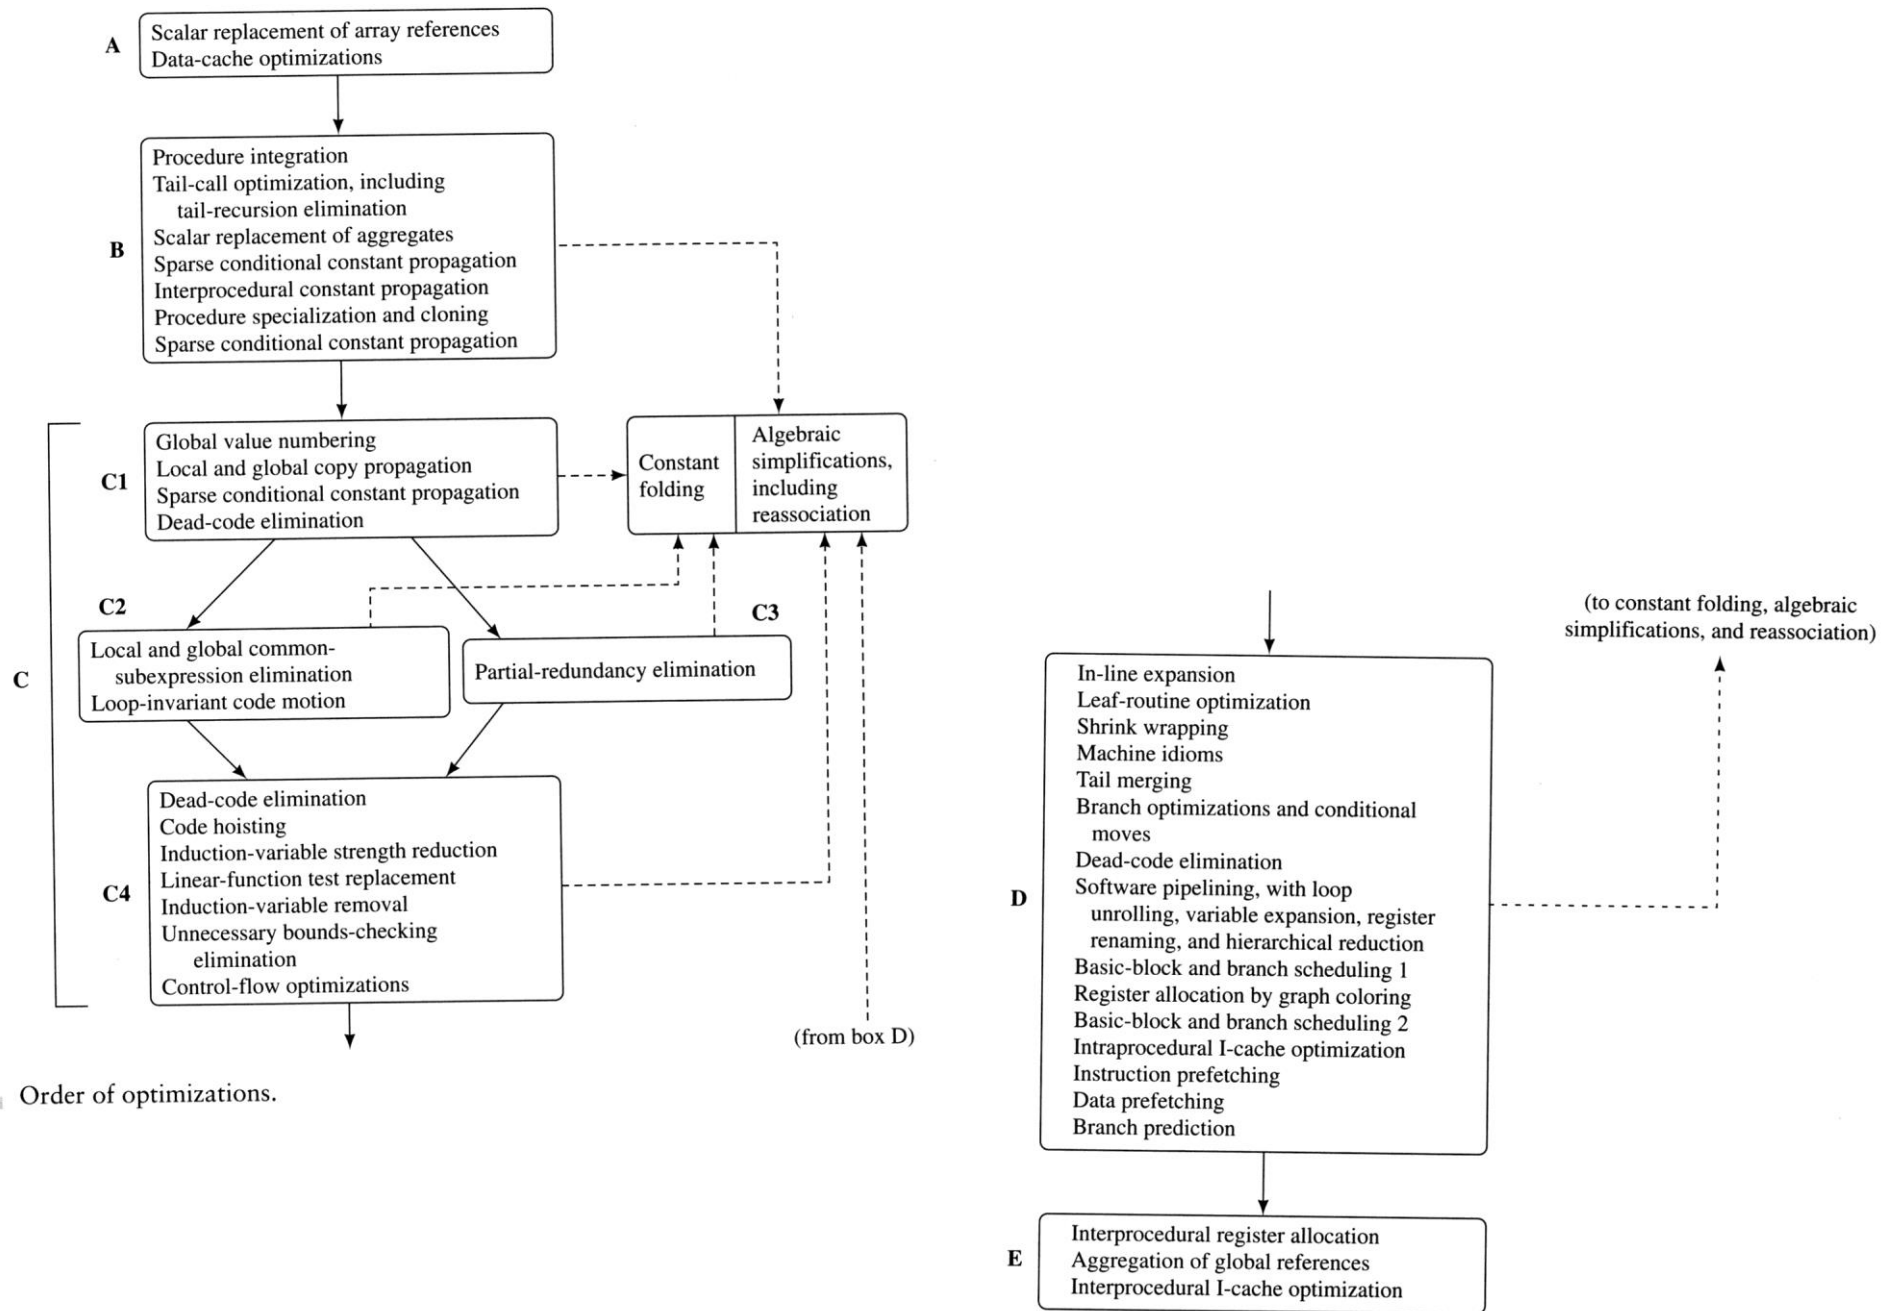 A
Scalar replacement of array references
Data-cache optimizations
B
Procedure integration
Tail-call optimization, including
tail-recursion elimination
Scalar replacement of aggregates
Sparse conditional constant propagation
Interprocedural constant propagation
Procedure specialization and cloning
Sparse conditional constant propagation
C
C1
Global value numbering
Local and global copy propagation
Sparse conditional constant propagation
Dead-code elimination
Constant
folding
Algebraic
simplifications,
including
reassociation
C2
Local and global common-
subexpression elimination
Loop-invariant code motion
C3
Partial-redundancy elimination
C4
Dead-code elimination
Code hoisting
Induction-variable strength reduction
Linear-function test replacement
Induction-variable removal
Unnecessary bounds-checking
elimination
Control-flow optimizations
(from box D)
Order of optimizations.
(to constant folding, algebraic
simplifications, and reassociation)
D
In-line expansion
Leaf-routine optimization
Shrink wrapping
Machine idioms
Tail merging
Branch optimizations and conditional
moves
Dead-code elimination
Software pipelining, with loop
unrolling, variable expansion, register
renaming, and hierarchical reduction
Basic-block and branch scheduling 1
Register allocation by graph coloring
Basic-block and branch scheduling 2
Intraprocedural I-cache optimization
Instruction prefetching
Data prefetching
Branch prediction
E
Interprocedural register allocation
Aggregation of global references
Interprocedural I-cache optimization